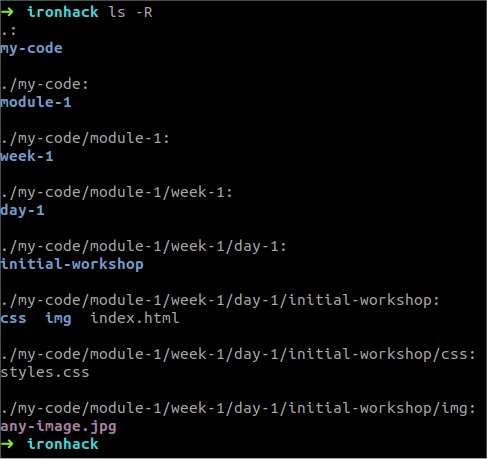 ➜ ironhack ls -R
.:
my-code
./my-code:
module-1
./my-code/module-1:
week-1
./my-code/module-1/week-1:
day-1
./my-code/module-1/week-1/day-1:
initial-workshop
./my-code/module-1/week-1/day-1/initial-workshop:
css img index.html
./my-code/module-1/week-1/day-1/initial-workshop/css:
styles.css
./my-code/module-1/week-1/day-1/initial-workshop/img:
any-image.jpg
➜ ironhack